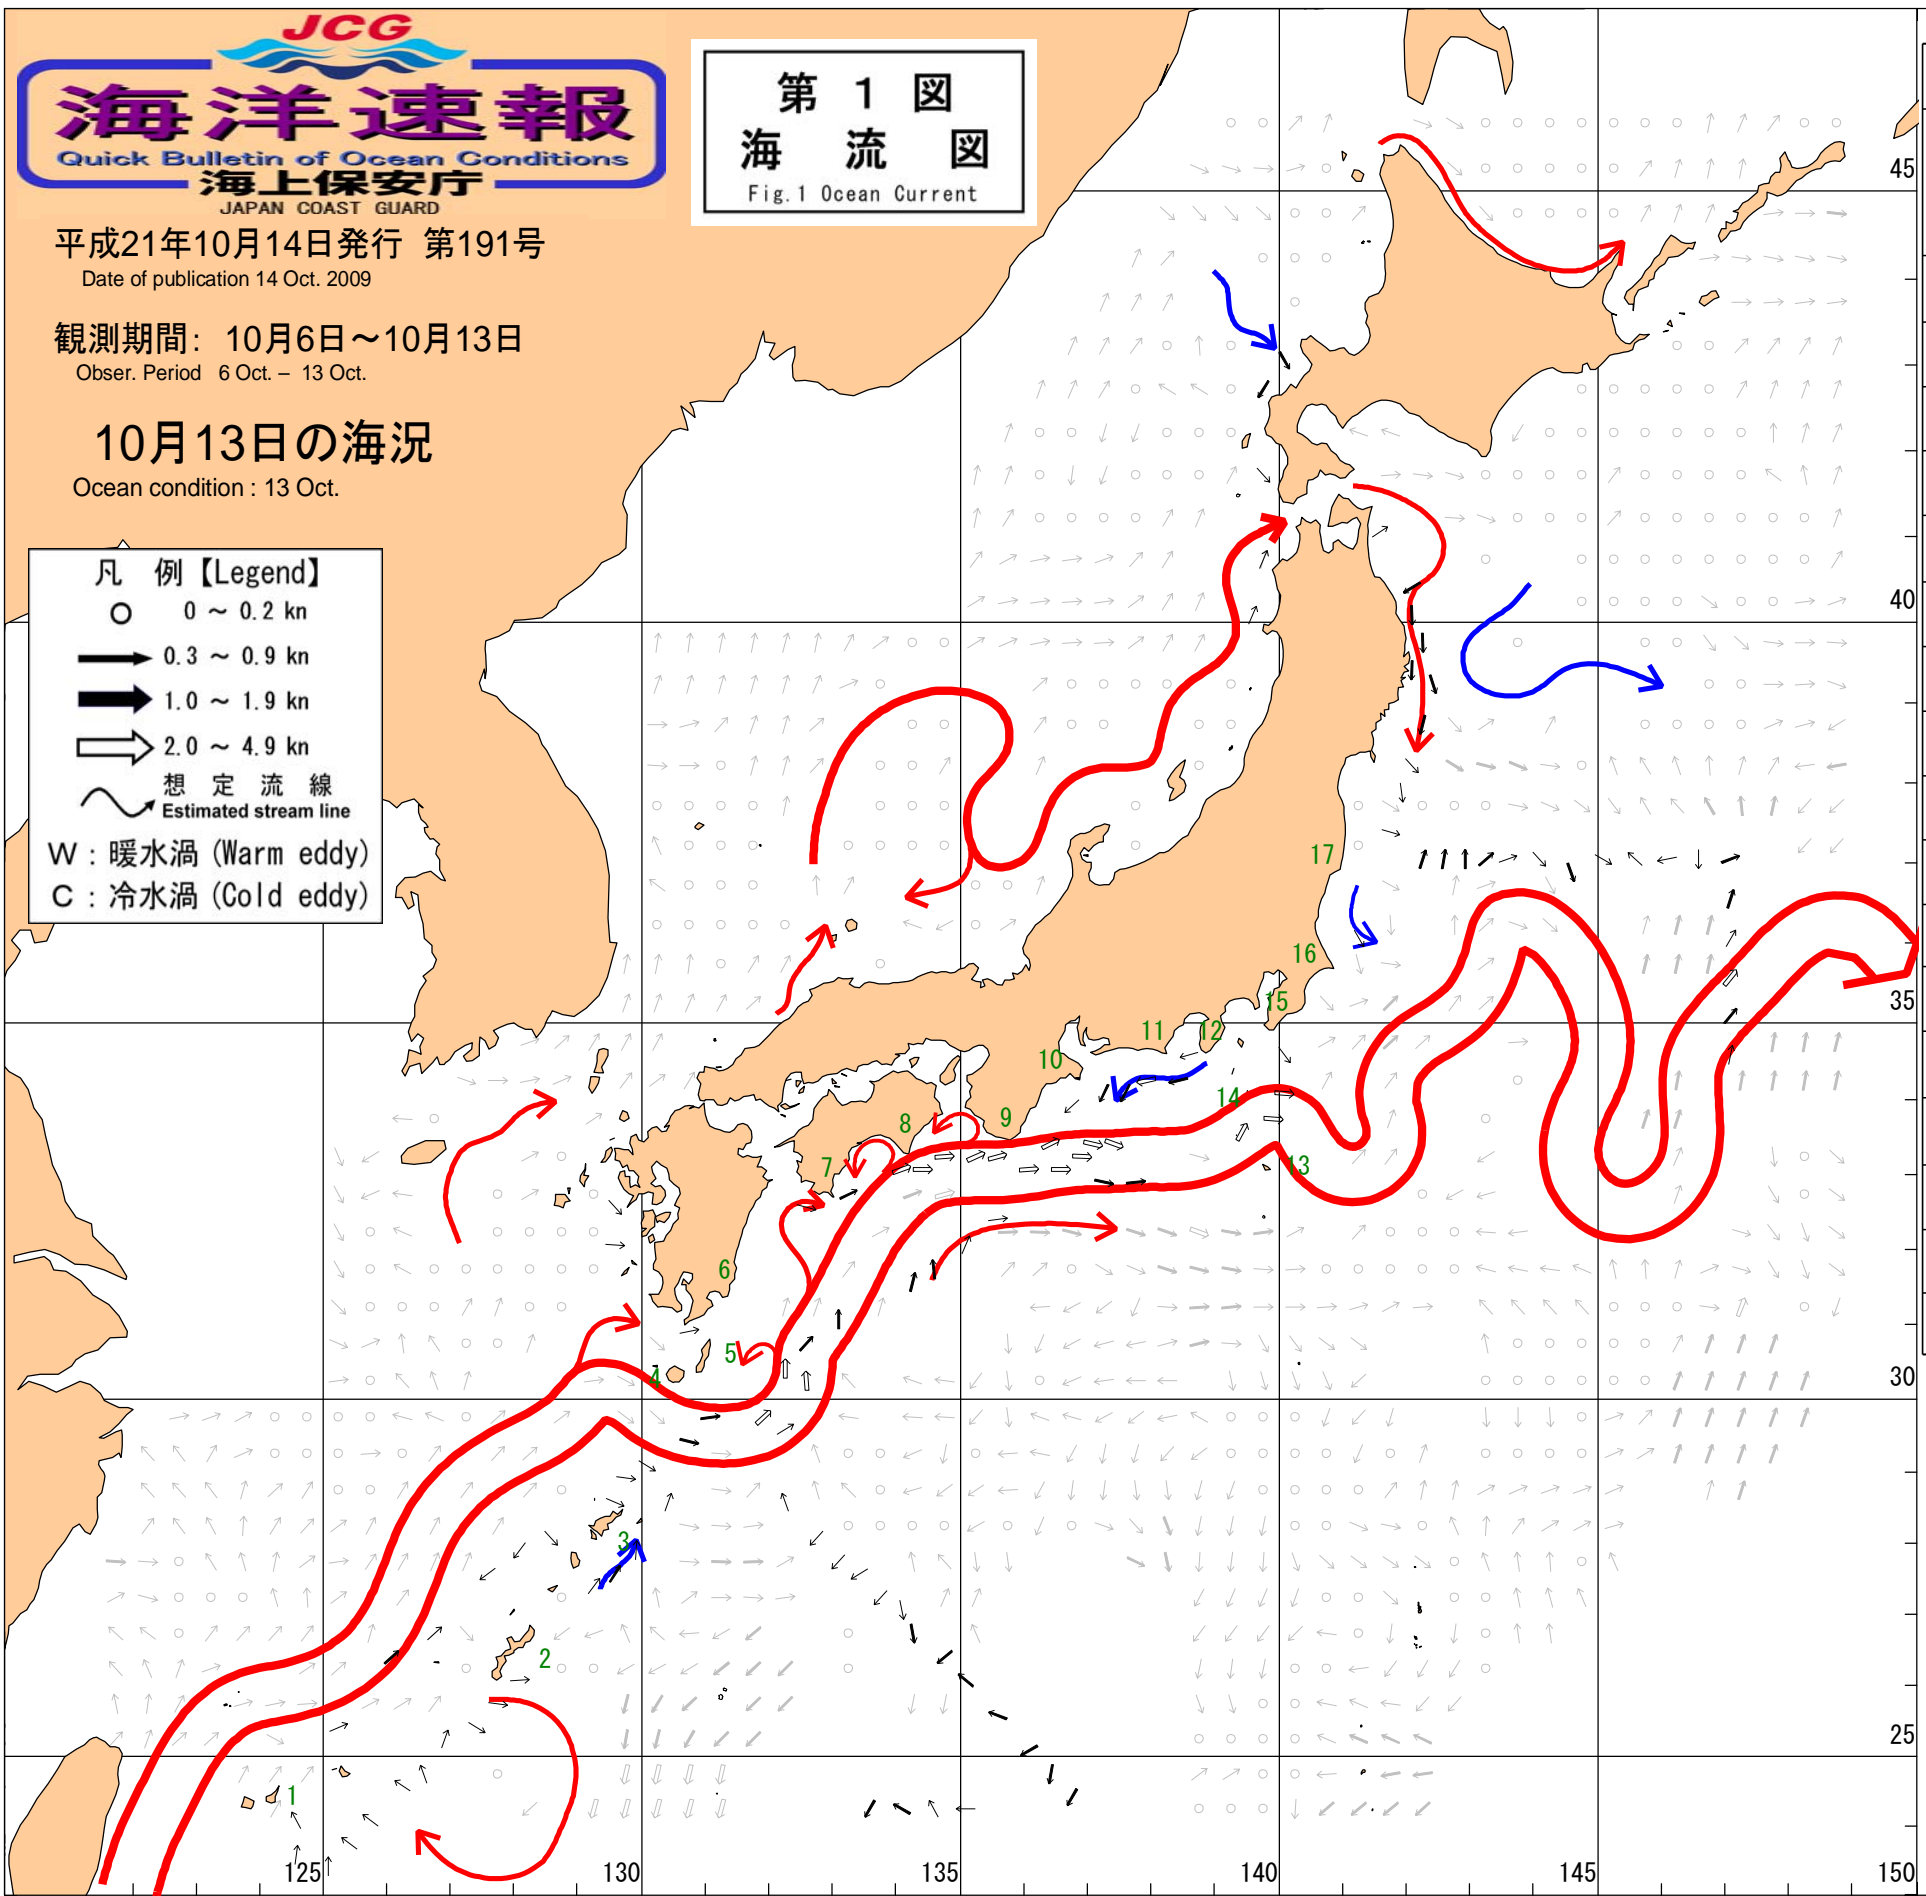 JCG
海洋速報
Quick Bulletin of Ocean Conditions
海上保安庁
JAPAN COAST GUARD
第 1 図
海 流 図
Fig.1 Ocean Current
平成21年10月14日発行 第191号
Date of publication 14 Oct. 2009
観測期間: 10月6日～10月13日
Obser. Period 6 Oct. – 13 Oct.
10月13日の海況
Ocean condition : 13 Oct.
凡 例【Legend】
0 ～ 0.2 kn
0.3 ～ 0.9 kn
1.0 ～ 1.9 kn
2.0 ～ 4.9 kn
想 定 流 線
Estimated stream line
W : 暖水渦 (Warm eddy)
C : 冷水渦 (Cold eddy)
45
40
17
16
15
35
11
12
10
14
9
8
7
13
6
5
4
30
3
2
25
1
125
130
135
140
145
150